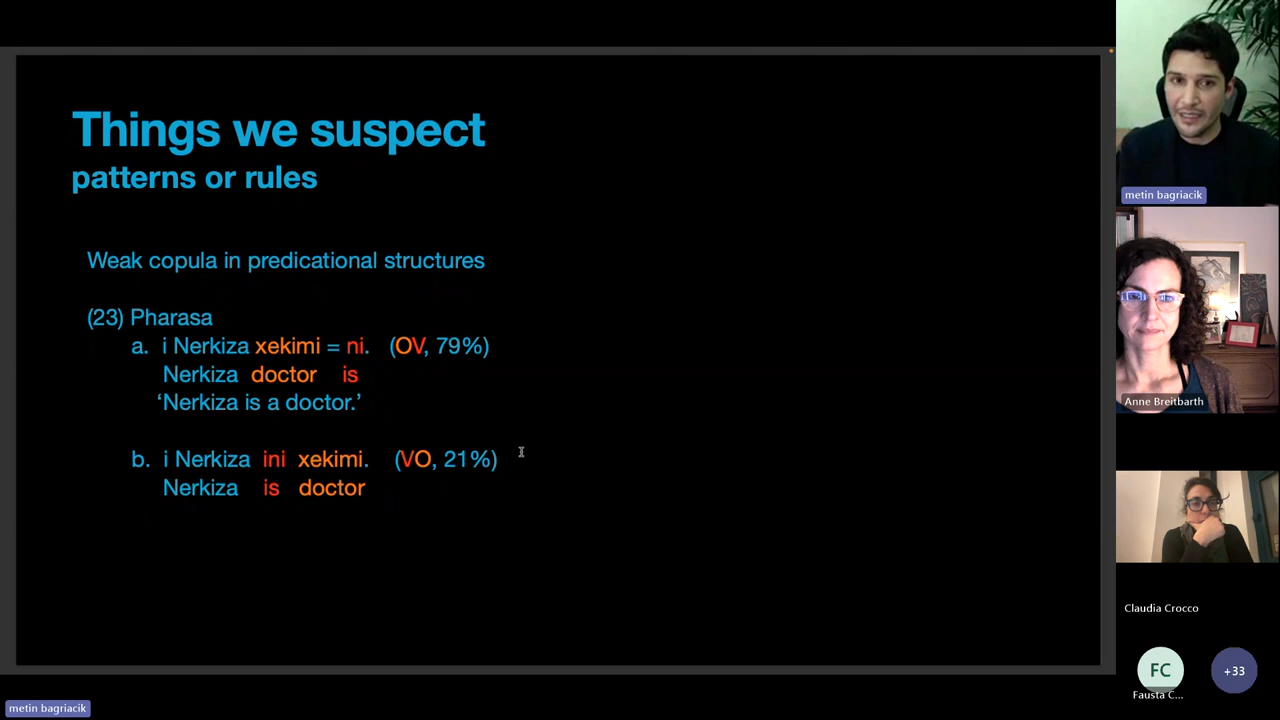 Things we suspect
patterns or rules
Weak copula in predicational structures
(23) Pharasa
a. i Nerkiza xekimi = ni. (OV, 79%)
Nerkiza doctor is
‘Nerkiza is a doctor.’
b. i Nerkiza ini xekimi. (VO, 21%)
Nerkiza is doctor
metin bagriacik
Anne Breitbarth
Claudia Crocco
FC
Fausta C...
+33
metin bagriacik